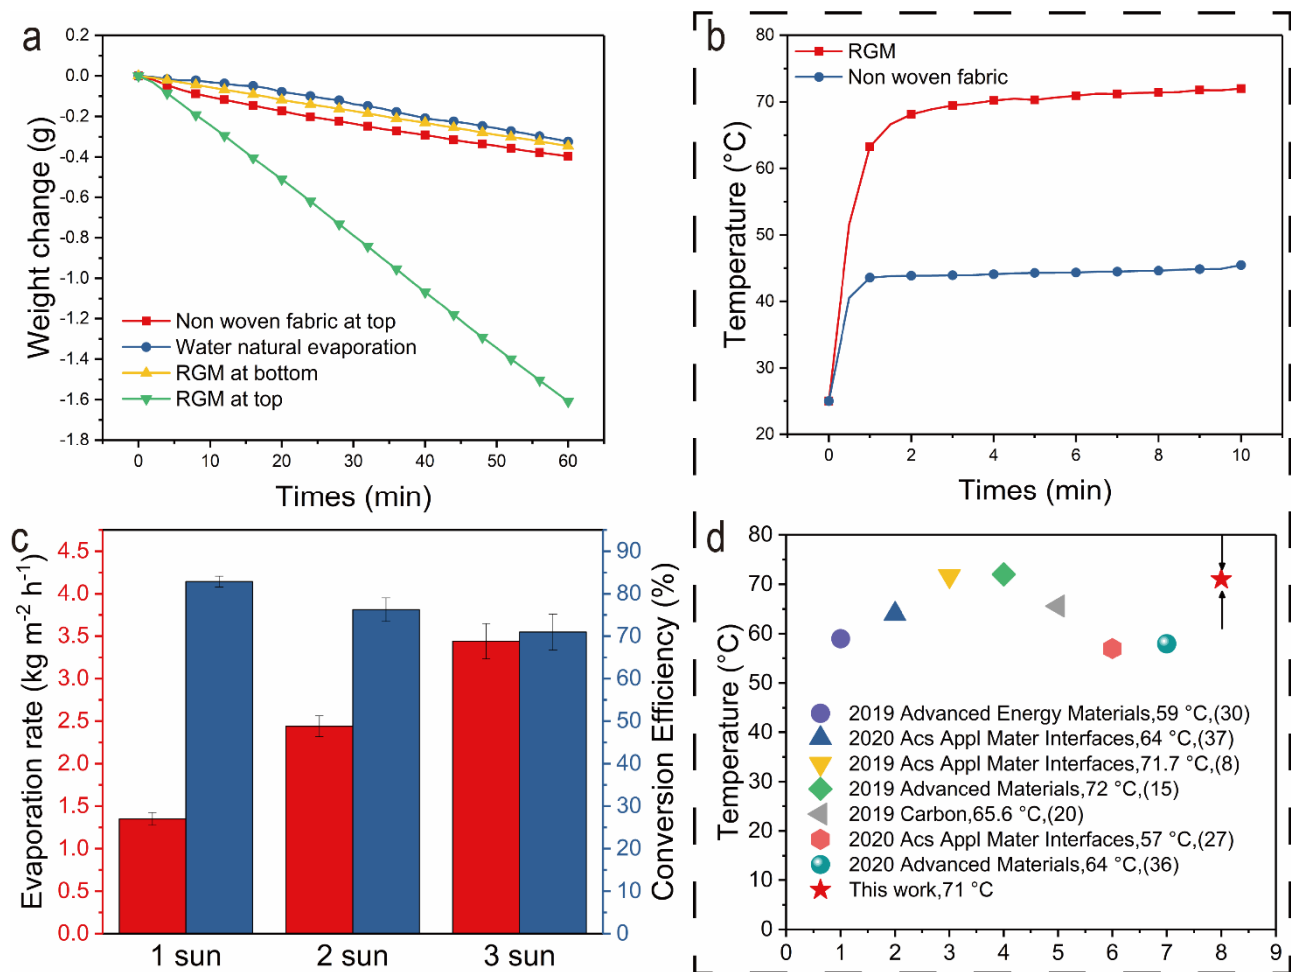 a
0.2
0.0
-0.2
-0.4
-0.6
-0.8
-1.0
-1.2
-1.4
-1.6
-1.8
Weight change (g)
Non woven fabric at top
Water natural evaporation
RGM at bottom
RGM at top
0 10 20 30 40 50 60
Times (min)
b
80
70
60
50
40
30
20
Temperature (°C)
RGM
Non woven fabric
0 2 4 6 8 10
Times (min)
c
4.5
4.0
3.5
3.0
2.5
2.0
1.5
1.0
0.5
0.0
Evaporation rate (kg m⁻² h⁻¹)
90
80
70
60
50
40
30
20
10
0
Conversion Efficiency (%)
1 sun 2 sun 3 sun
d
80
70
60
50
40
30
20
10
0
Temperature (°C)
2019 Advanced Energy Materials,59 °C,(30)
2020 Acs Appl Mater Interfaces,64 °C,(37)
2019 Acs Appl Mater Interfaces,71.7 °C,(8)
2019 Advanced Materials,72 °C,(15)
2019 Carbon,65.6 °C,(20)
2020 Acs Appl Mater Interfaces,57 °C,(27)
2020 Advanced Materials,64 °C,(36)
This work,71 °C
0 1 2 3 4 5 6 7 8 9